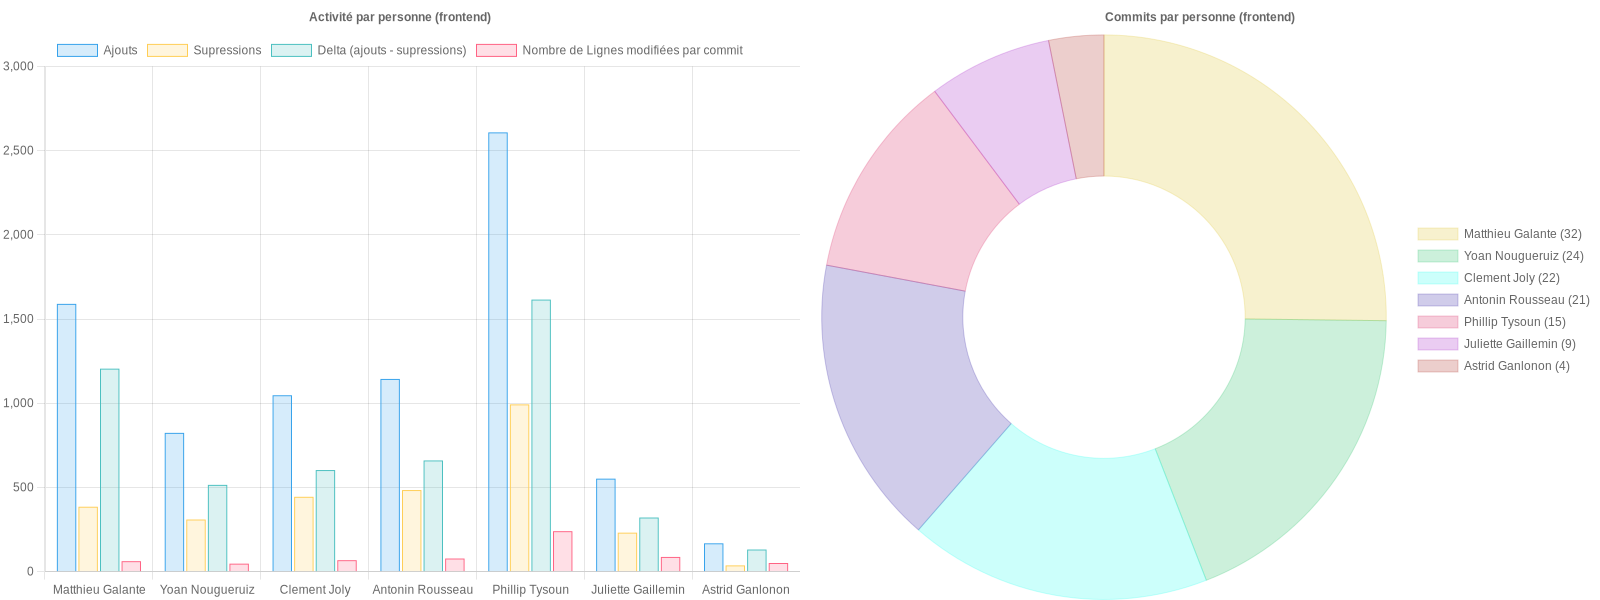 Activité par personne (frontend)
Ajouts
Supressions
Delta (ajouts - supressions)
Nombre de Lignes modifiées par commit
3,000
2,500
2,000
1,500
1,000
500
0
Matthieu Galante
Yoan Nougueruiz
Clement Joly
Antonin Rousseau
Phillip Tysoun
Juliette Gaillemin
Astrid Ganlonon
Commits par personne (frontend)
Matthieu Galante (32)
Yoan Nougueruiz (24)
Clement Joly (22)
Antonin Rousseau (21)
Phillip Tysoun (15)
Juliette Gaillemin (9)
Astrid Ganlonon (4)